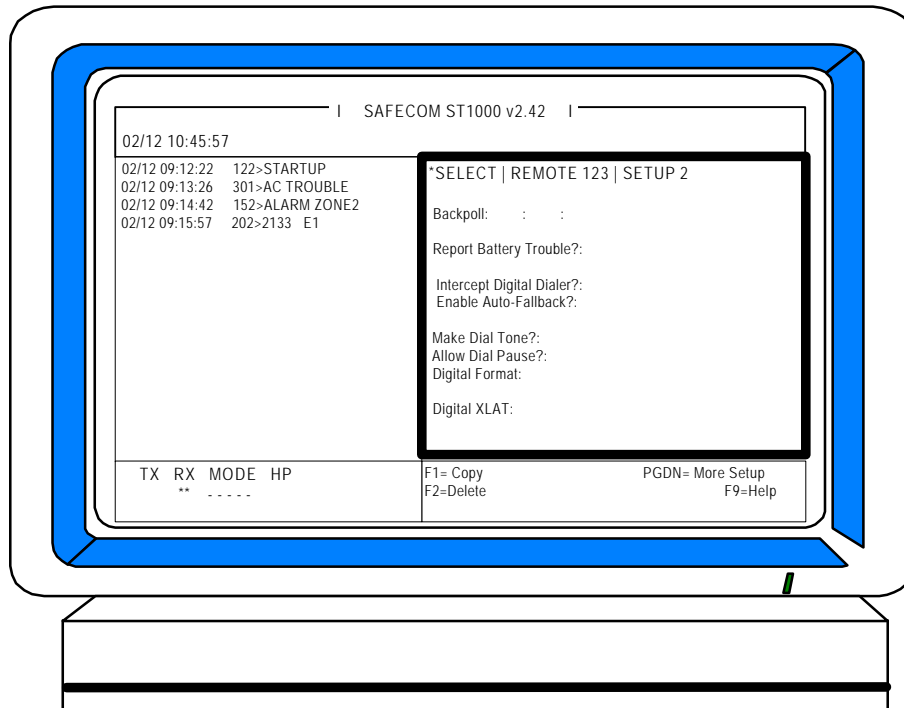 SAFECOM ST1000 v2.42
02/12 10:45:57
02/12 09:12:22 122>STARTUP
02/12 09:13:26 301>AC TROUBLE
02/12 09:14:42 152>ALARM ZONE2
02/12 09:15:57 202>2133 E1
*SELECT | REMOTE 123 | SETUP 2
Backpoll: : :
Report Battery Trouble?:
Intercept Digital Dialer?:
Enable Auto-Fallback?:
Make Dial Tone?:
Allow Dial Pause?:
Digital Format:
Digital XLAT:
TX RX MODE HP
** - - - - -
F1= Copy PGDN= More Setup
F2=Delete F9=Help